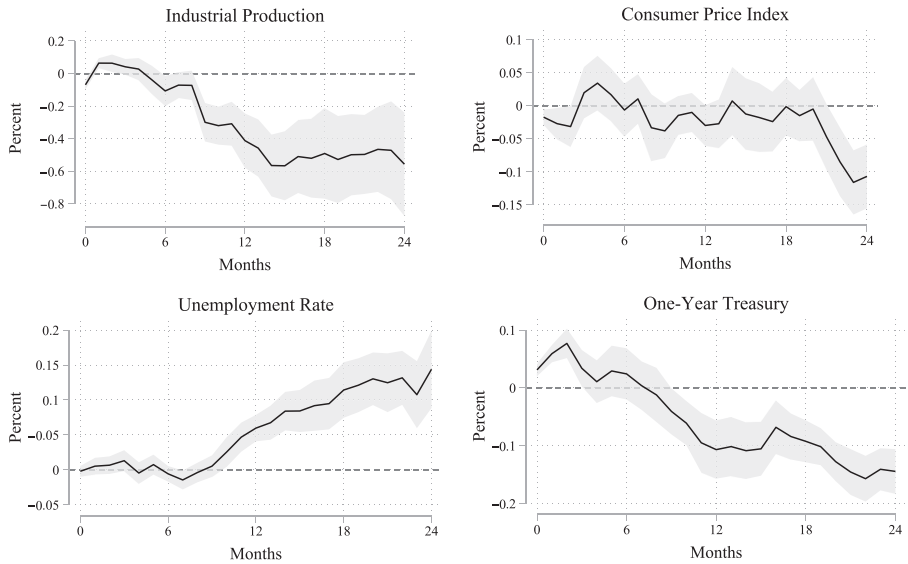 Industrial Production
0.2
0
−0.2
−0.4
−0.6
−0.8
Percent
0 6 12 18 24
Months
Consumer Price Index
0.1
0.05
0
−0.05
−0.1
−0.15
Percent
0 6 12 18 24
Months
Unemployment Rate
0.2
0.15
0.1
−0.05
0
−0.05
Percent
0 6 12 18 24
Months
One-Year Treasury
0.1
0
−0.1
−0.2
Percent
0 6 12 18 24
Months